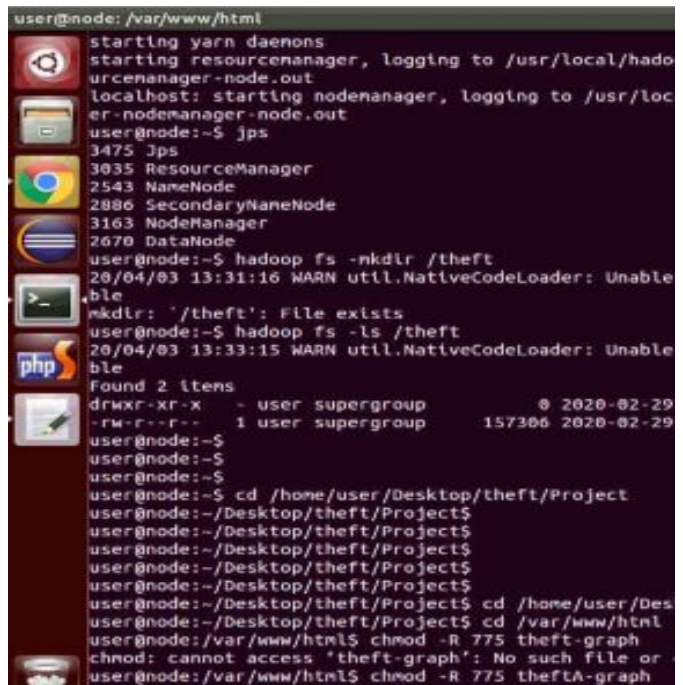 user@node: /var/www/html
starting yarn daemons
starting resourcemanager, logging to /usr/local/hado
urcemanager-node.out
localhost: starting nodemanager, logging to /usr/loc
er-nodemanager-node.out
user@node:~$ jps
3475 Jps
3035 ResourceManager
2543 NameNode
2886 SecondaryNameNode
3163 NodeManager
2670 DataNode
user@node:~$ hadoop fs -mkdir /theft
20/04/03 13:31:16 WARN util.NativeCodeLoader: Unable
ble
mkdir: `/theft': File exists
user@node:~$ hadoop fs -ls /theft
20/04/03 13:33:15 WARN util.NativeCodeLoader: Unable
ble
Found 2 items
drwxr-xr-x - user supergroup 0 2020-02-29
-rw-r--r-- 1 user supergroup 157306 2020-02-29
user@node:~$
user@node:~$
user@node:~$
user@node:~$ cd /home/user/Desktop/theft/Project
user@node:~/Desktop/theft/Project$
user@node:~/Desktop/theft/Project$
user@node:~/Desktop/theft/Project$
user@node:~/Desktop/theft/Project$
user@node:~/Desktop/theft/Project$ cd /home/user/Des
user@node:~/Desktop/theft/Project$ cd /var/www/html
user@node:/var/www/html$ chmod -R 775 theft-graph
chmod: cannot access 'theft-graph': No such file or
user@node:/var/www/html$ chmod -R 775 theftA-graph
php